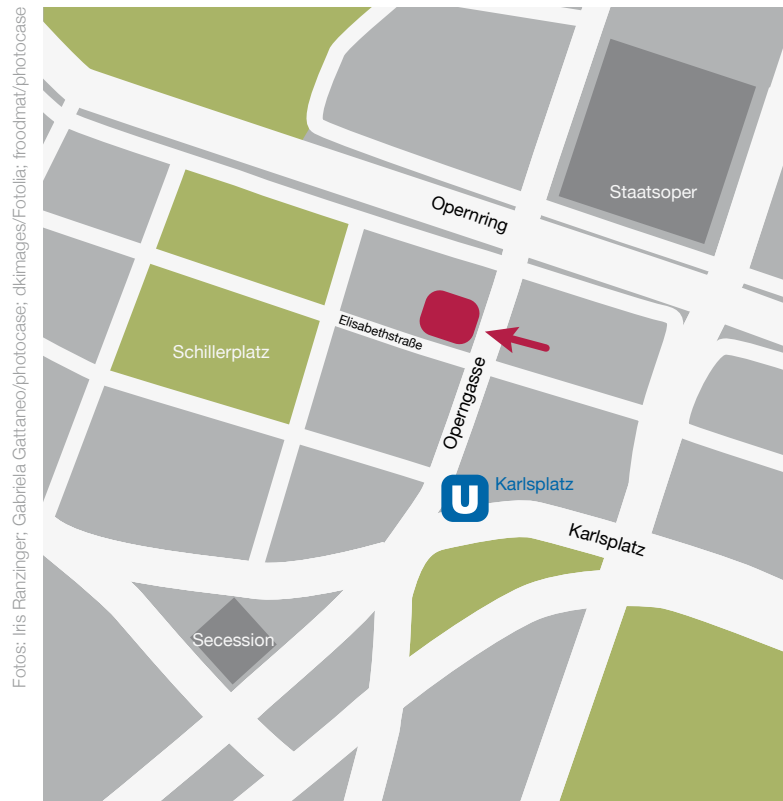 Fotos: Iris Ranzinger; Gabriela Gattaneo/photocase; dkimages/Fotolia; froodmat/photocase
Staatsoper
Opernring
Elisabethstraße
Schillerplatz
Operngasse
U
Karlsplatz
Karlsplatz
Secession